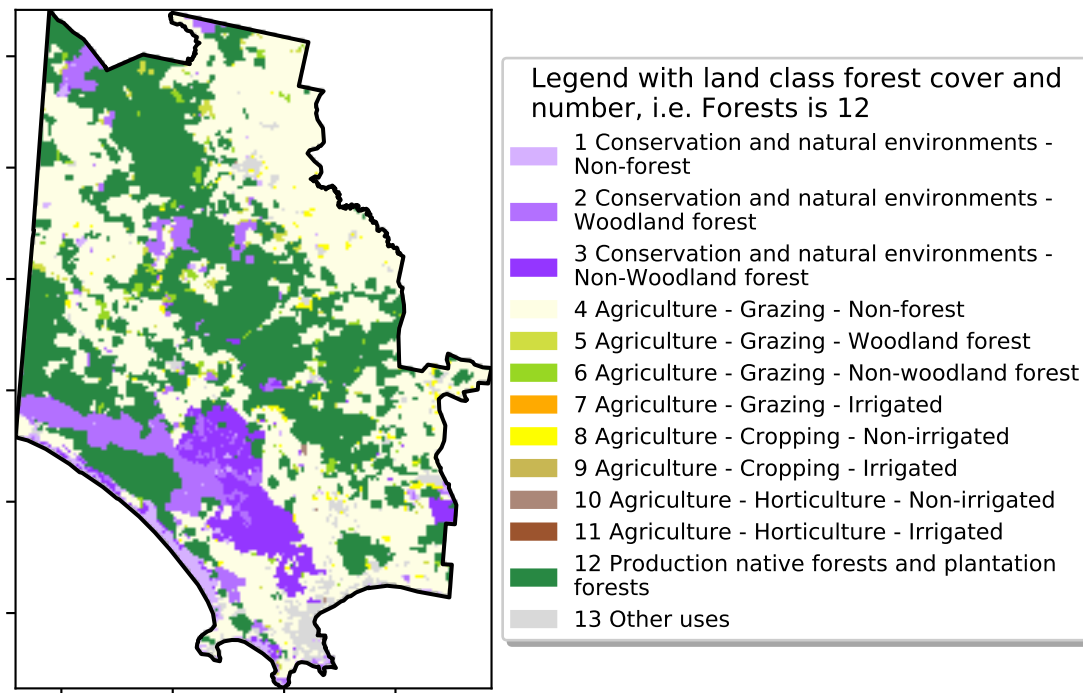 Legend with land class forest cover and
number, i.e. Forests is 12
1 Conservation and natural environments -
Non-forest
2 Conservation and natural environments -
Woodland forest
3 Conservation and natural environments -
Non-Woodland forest
4 Agriculture - Grazing - Non-forest
5 Agriculture - Grazing - Woodland forest
6 Agriculture - Grazing - Non-woodland forest
7 Agriculture - Grazing - Irrigated
8 Agriculture - Cropping - Non-irrigated
9 Agriculture - Cropping - Irrigated
10 Agriculture - Horticulture - Non-irrigated
11 Agriculture - Horticulture - Irrigated
12 Production native forests and plantation
forests
13 Other uses